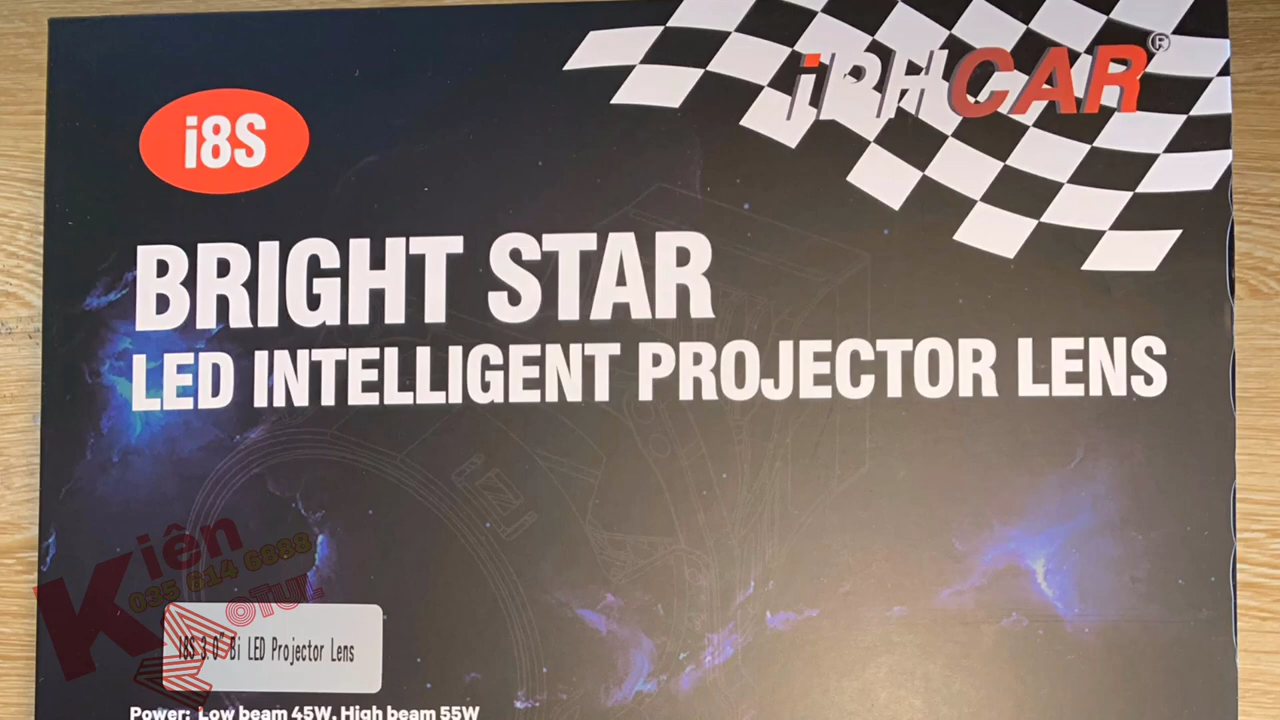 iPHCAR®
i8S
BRIGHT STAR
LED INTELLIGENT PROJECTOR LENS
Kiên
035 614 6888
MOTUL
I8S 3.0" Bi LED Projector Lens
Power: Low beam 45W, High beam 55W